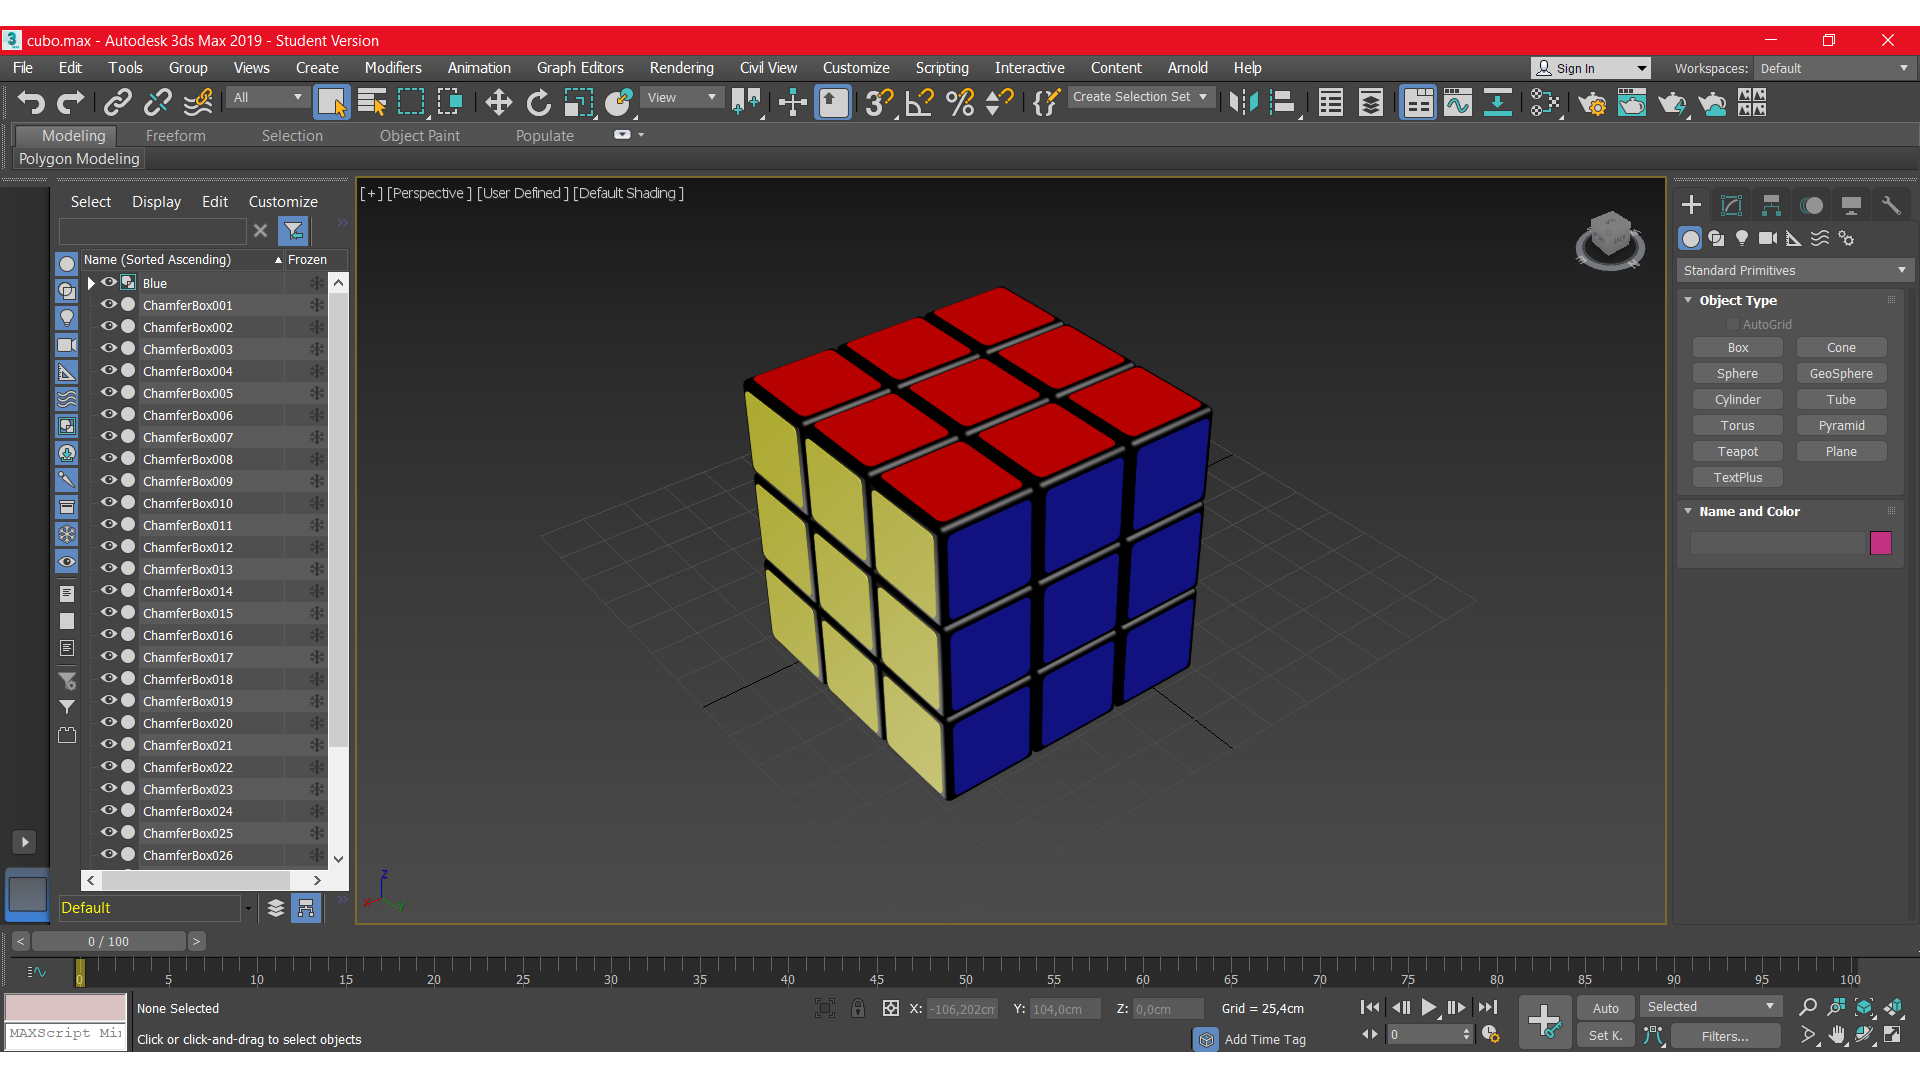 cubo.max - Autodesk 3ds Max 2019 - Student Version
File Edit Tools Group Views Create Modifiers Animation Graph Editors Rendering Civil View Customize Scripting Interactive Content Arnold Help Sign In Workspaces: Default
All View Create Selection Set
Modeling Freeform Selection Object Paint Populate
Polygon Modeling
Select Display Edit Customize
Name (Sorted Ascending) Frozen
Blue
ChamferBox001
ChamferBox002
ChamferBox003
ChamferBox004
ChamferBox005
ChamferBox006
ChamferBox007
ChamferBox008
ChamferBox009
ChamferBox010
ChamferBox011
ChamferBox012
ChamferBox013
ChamferBox014
ChamferBox015
ChamferBox016
ChamferBox017
ChamferBox018
ChamferBox019
ChamferBox020
ChamferBox021
ChamferBox022
ChamferBox023
ChamferBox024
ChamferBox025
ChamferBox026
Default
[+] [Perspective] [User Defined] [Default Shading]
z
x y
Standard Primitives
Object Type
AutoGrid
Box Cone
Sphere GeoSphere
Cylinder Tube
Torus Pyramid
Teapot Plane
TextPlus
Name and Color
< 0 / 100 >
0 5 10 15 20 25 30 35 40 45 50 55 60 65 70 75 80 85 90 95 100
None Selected X: -106,202cm Y: 104,0cm Z: 0,0cm Grid = 25,4cm Auto Selected
MAXScript Mi
Click or click-and-drag to select objects Add Time Tag 0 Set K. Filters...